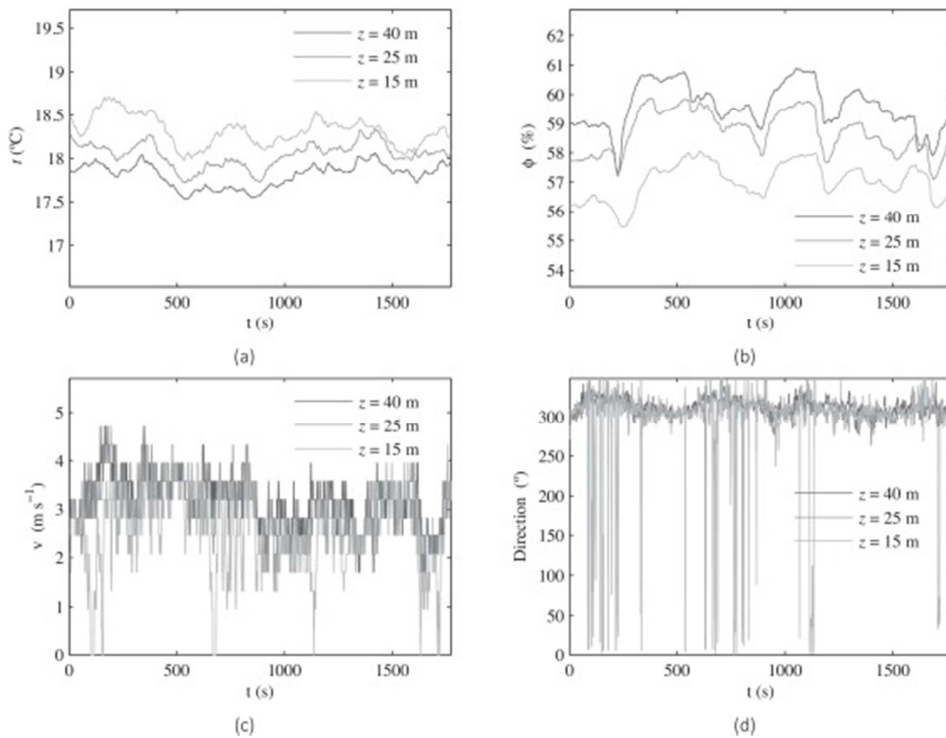 19.5
19
18.5
18
17.5
17
t (ºC)
z = 40 m
z = 25 m
z = 15 m
0
500
1000
1500
t (s)
(a)
62
61
60
59
58
57
56
55
54
ϕ (%)
z = 40 m
z = 25 m
z = 15 m
0
500
1000
1500
t (s)
(b)
5
4
3
2
1
0
v (m s⁻¹)
z = 40 m
z = 25 m
z = 15 m
0
500
1000
1500
t (s)
(c)
300
250
200
150
100
50
0
Direction (º)
z = 40 m
z = 25 m
z = 15 m
0
500
1000
1500
t (s)
(d)